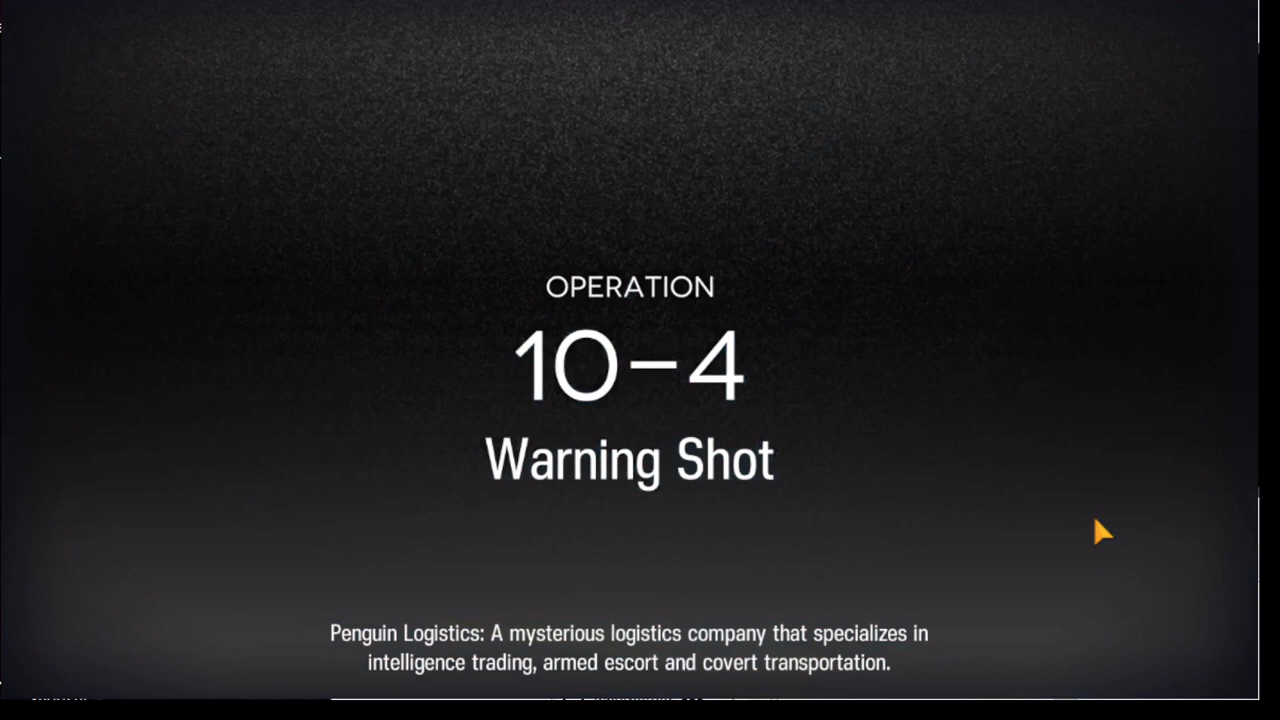 OPERATION
10-4
Warning Shot
Penguin Logistics: A mysterious logistics company that specializes in
intelligence trading, armed escort and covert transportation.